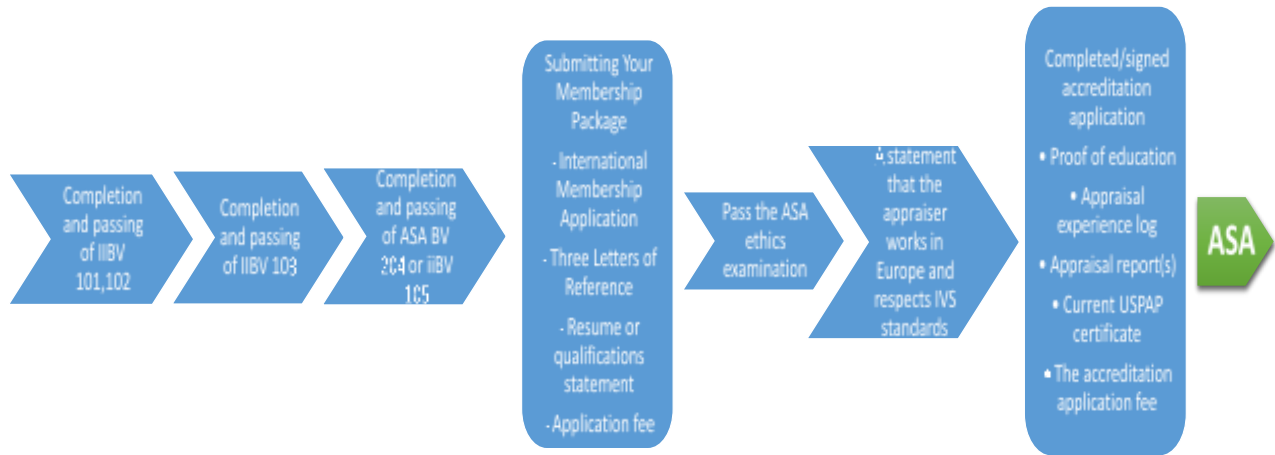 Completion
and passing
of IIBV
101,102
Completion
and passing
of IIBV 103
Completion
and passing
of ASA BV
204 or iiBV
105
Submitting Your
Membership
Package
- International
Membership
Application
- Three Letters of
Reference
- Resume or
qualifications
statement
- Application fee
Pass the ASA
ethics
examination
A statement
that the
appraiser
works in
Europe and
respects IVS
standards
Completed/signed
accreditation
application
• Proof of education
• Appraisal
experience log
• Appraisal report(s)
• Current USPAP
certificate
• The accreditation
application fee
ASA